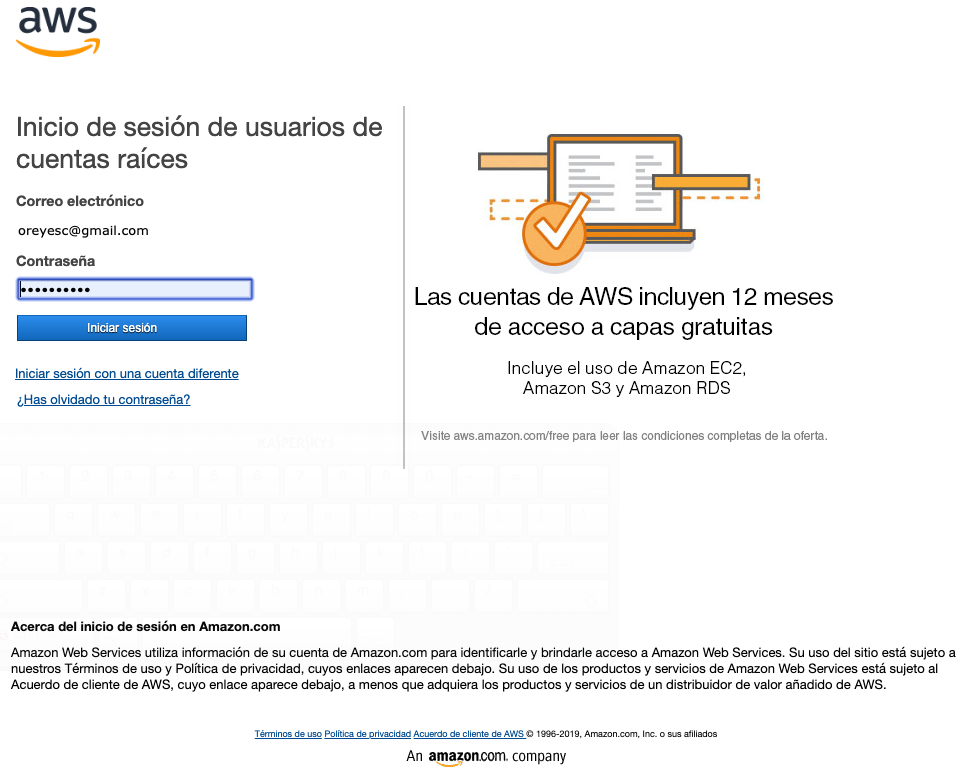 aws
Inicio de sesión de usuarios de
cuentas raíces
Correo electrónico
oreyesc@gmail.com
Contraseña
••••••••••
Iniciar sesión
Iniciar sesión con una cuenta diferente
¿Has olvidado tu contraseña?
Las cuentas de AWS incluyen 12 meses
de acceso a capas gratuitas
Incluye el uso de Amazon EC2,
Amazon S3 y Amazon RDS
Visite aws.amazon.com/free para leer las condiciones completas de la oferta.
KASPERSKY
Acerca del inicio de sesión en Amazon.com
Amazon Web Services utiliza información de su cuenta de Amazon.com para identificarle y brindarle acceso a Amazon Web Services. Su uso del sitio está sujeto a
nuestros Términos de uso y Política de privacidad, cuyos enlaces aparecen debajo. Su uso de los productos y servicios de Amazon Web Services está sujeto al
Acuerdo de cliente de AWS, cuyo enlace aparece debajo, a menos que adquiera los productos y servicios de un distribuidor de valor añadido de AWS.
Términos de uso Política de privacidad Acuerdo de cliente de AWS © 1996-2019, Amazon.com, Inc. o sus afiliados
An amazon.com. company